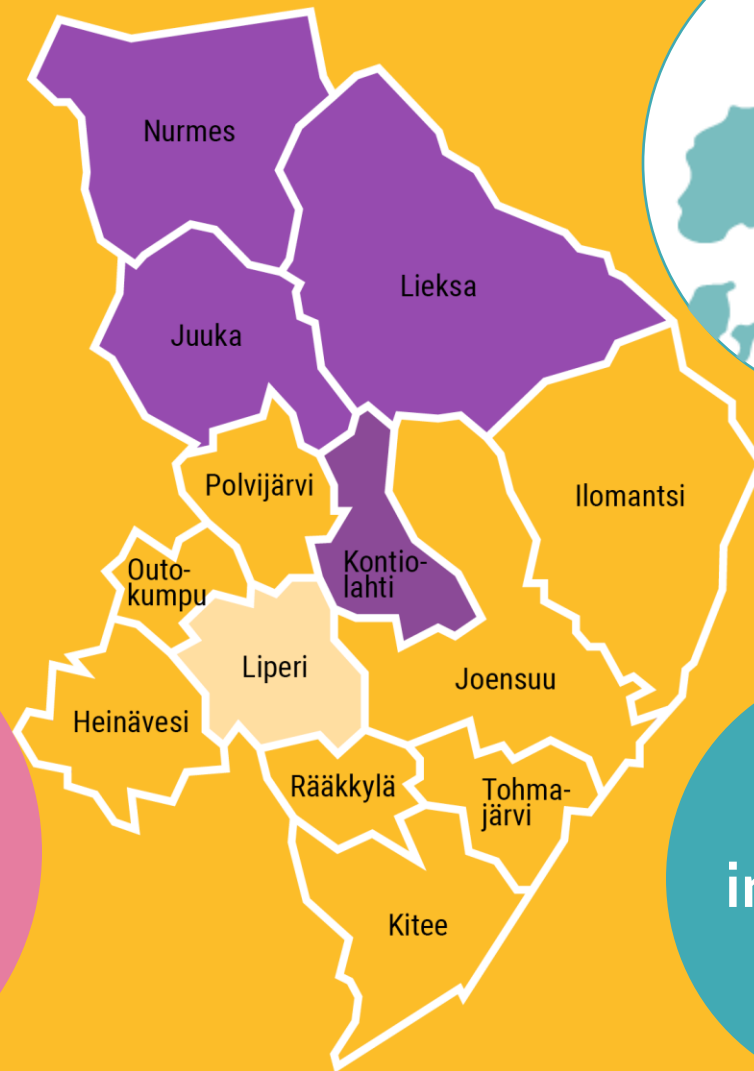 Nurmes
Lieksa
Juuka
Polvijärvi
Ilomantsi
Kontio-
lahti
Outo-
kumpu
Liperi
Joensuu
Heinävesi
Rääkkylä
Tohma-
järvi
Kitee